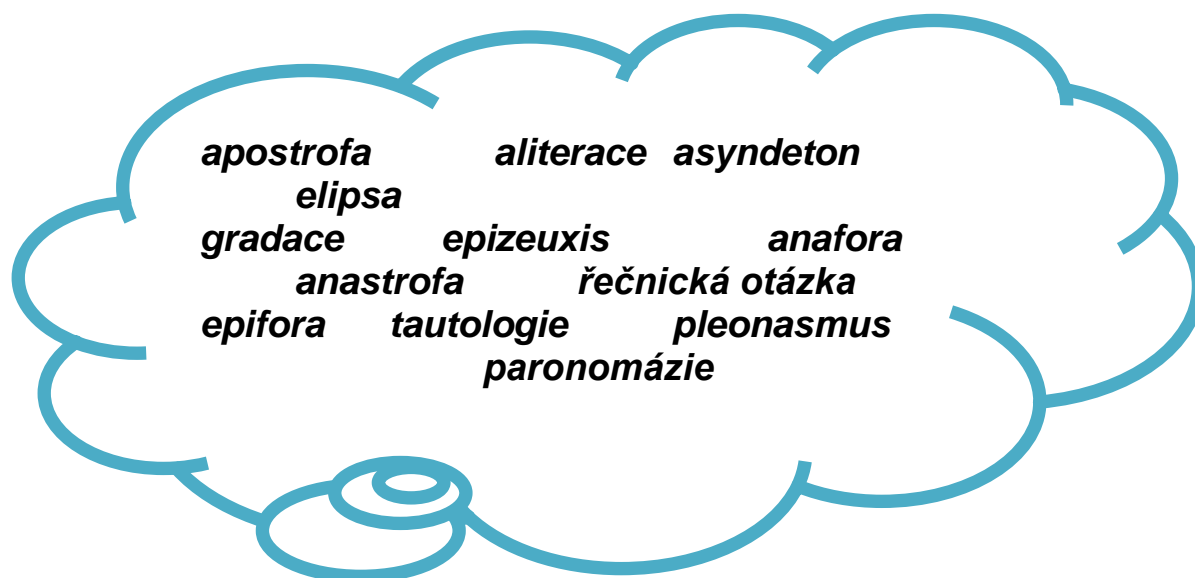 apostrofa aliterace asyndeton
elipsa
gradace epizeuxis anafora
anastrofa řečnická otázka
epifora tautologie pleonasmus
paronomázie